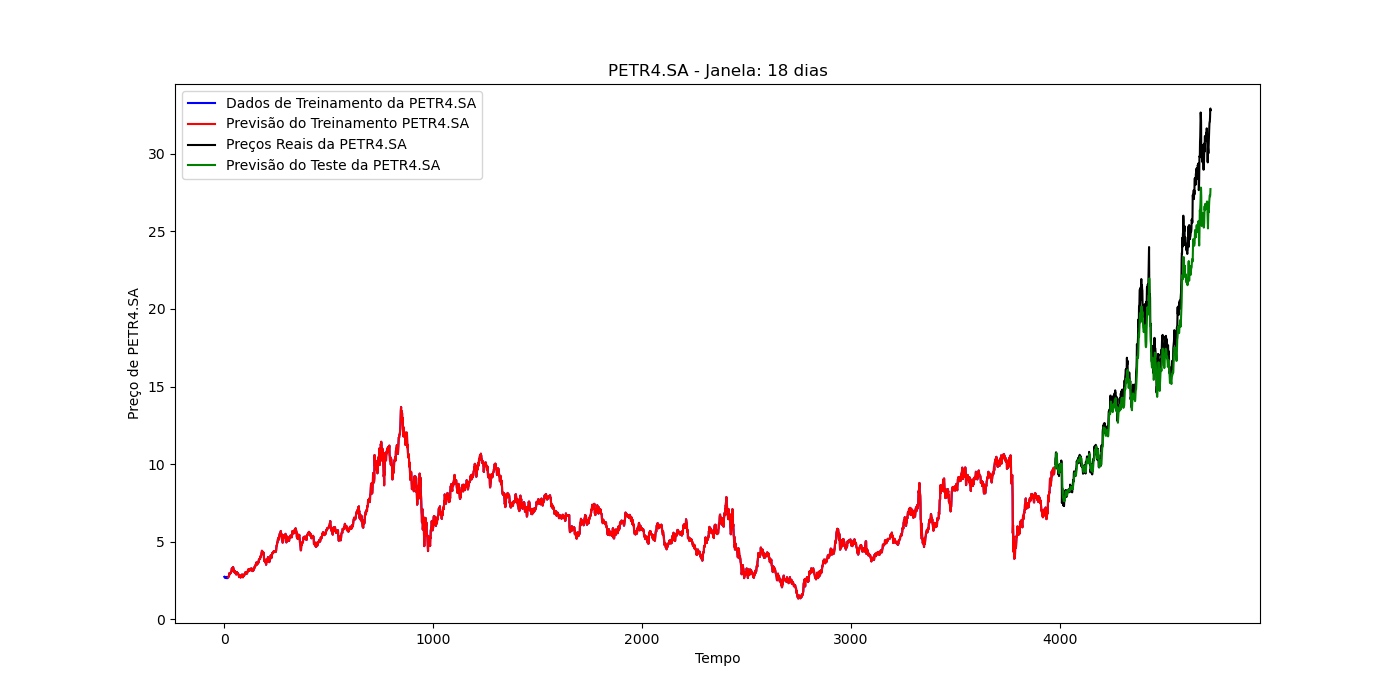 PETR4.SA - Janela: 18 dias
Dados de Treinamento da PETR4.SA
Previsão do Treinamento PETR4.SA
Preços Reais da PETR4.SA
Previsão do Teste da PETR4.SA
Preço de PETR4.SA
30
25
20
15
10
5
0
0 1000 2000 3000 4000
Tempo